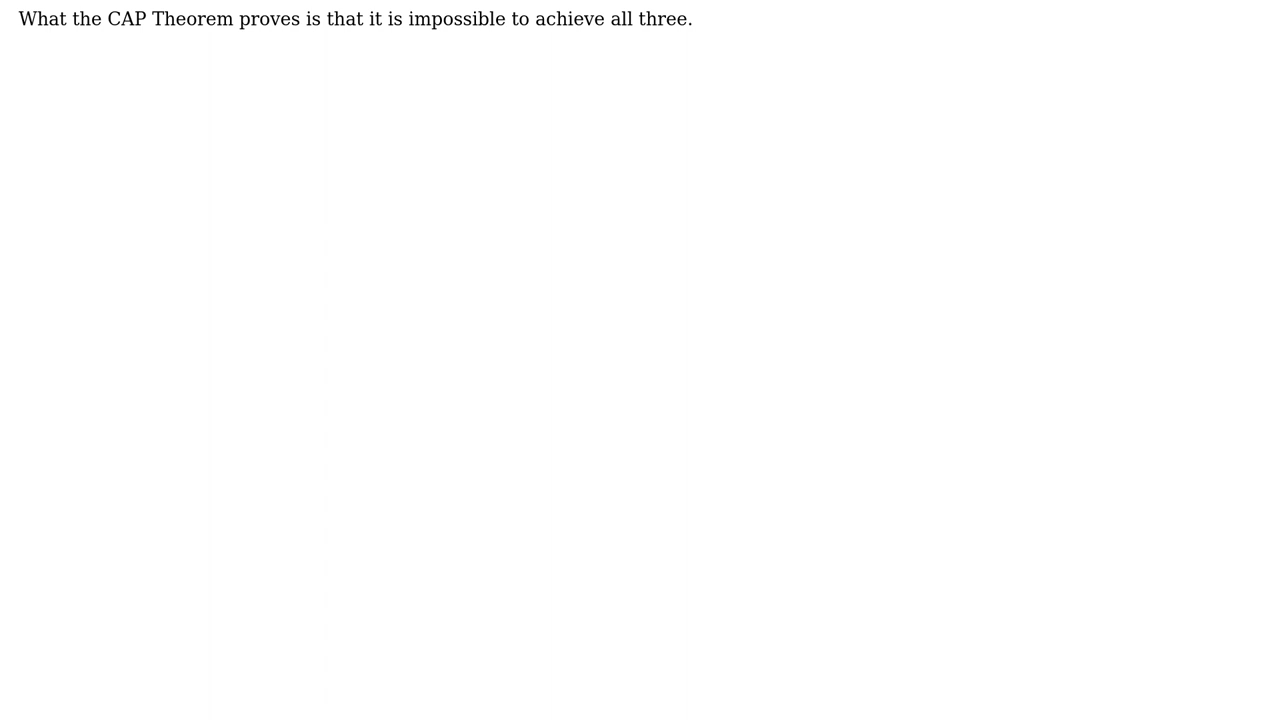 What the CAP Theorem proves is that it is impossible to achieve all three.